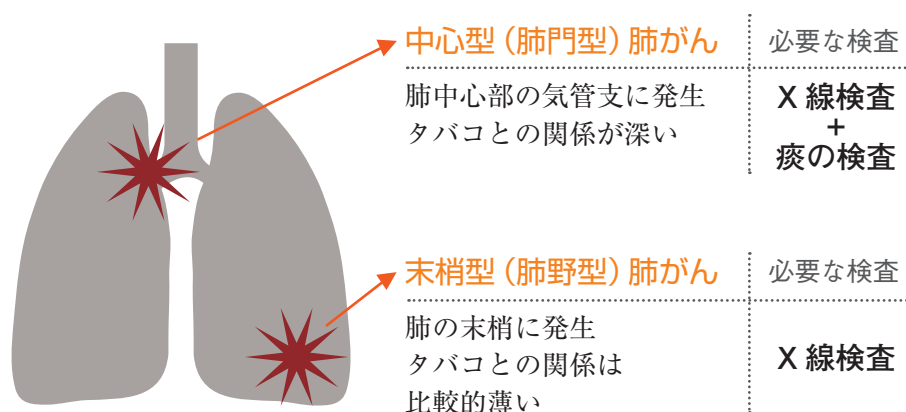 中心型（肺門型）肺がん
必要な検査
肺中心部の気管支に発生
タバコとの関係が深い
X 線検査
+
痰の検査
末梢型（肺野型）肺がん
必要な検査
肺の末梢に発生
タバコとの関係は
比較的薄い
X 線検査